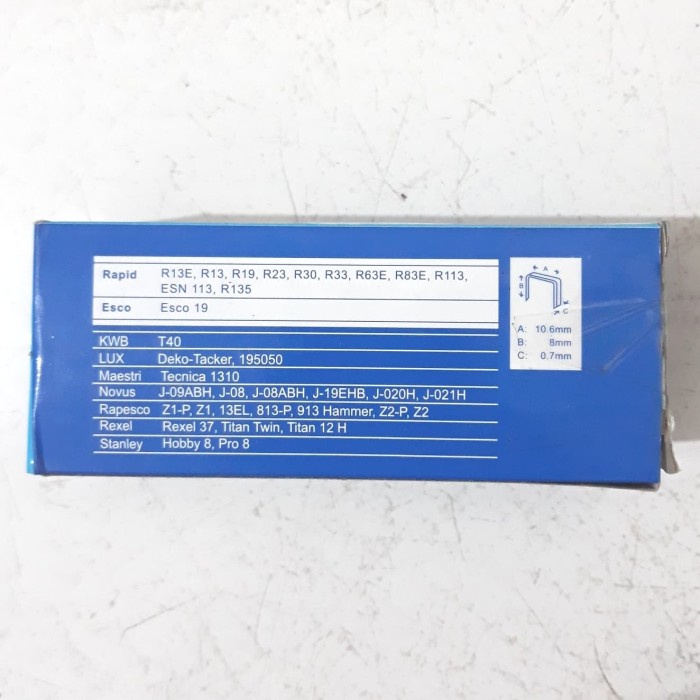 Rapid R13E, R13, R19, R23, R30, R33, R63E, R83E, R113,
ESN 113, R135
Esco Esco 19
KWB T40
LUX Deko-Tacker, 195050
Maestri Tecnica 1310
Novus J-09ABH, J-08, J-08ABH, J-19EHB, J-020H, J-021H
Rapesco Z1-P, Z1, 13EL, 813-P, 913 Hammer, Z2-P, Z2
Rexel Rexel 37, Titan Twin, Titan 12 H
Stanley Hobby 8, Pro 8
A
B
C
A: 10.6mm
B: 8mm
C: 0.7mm